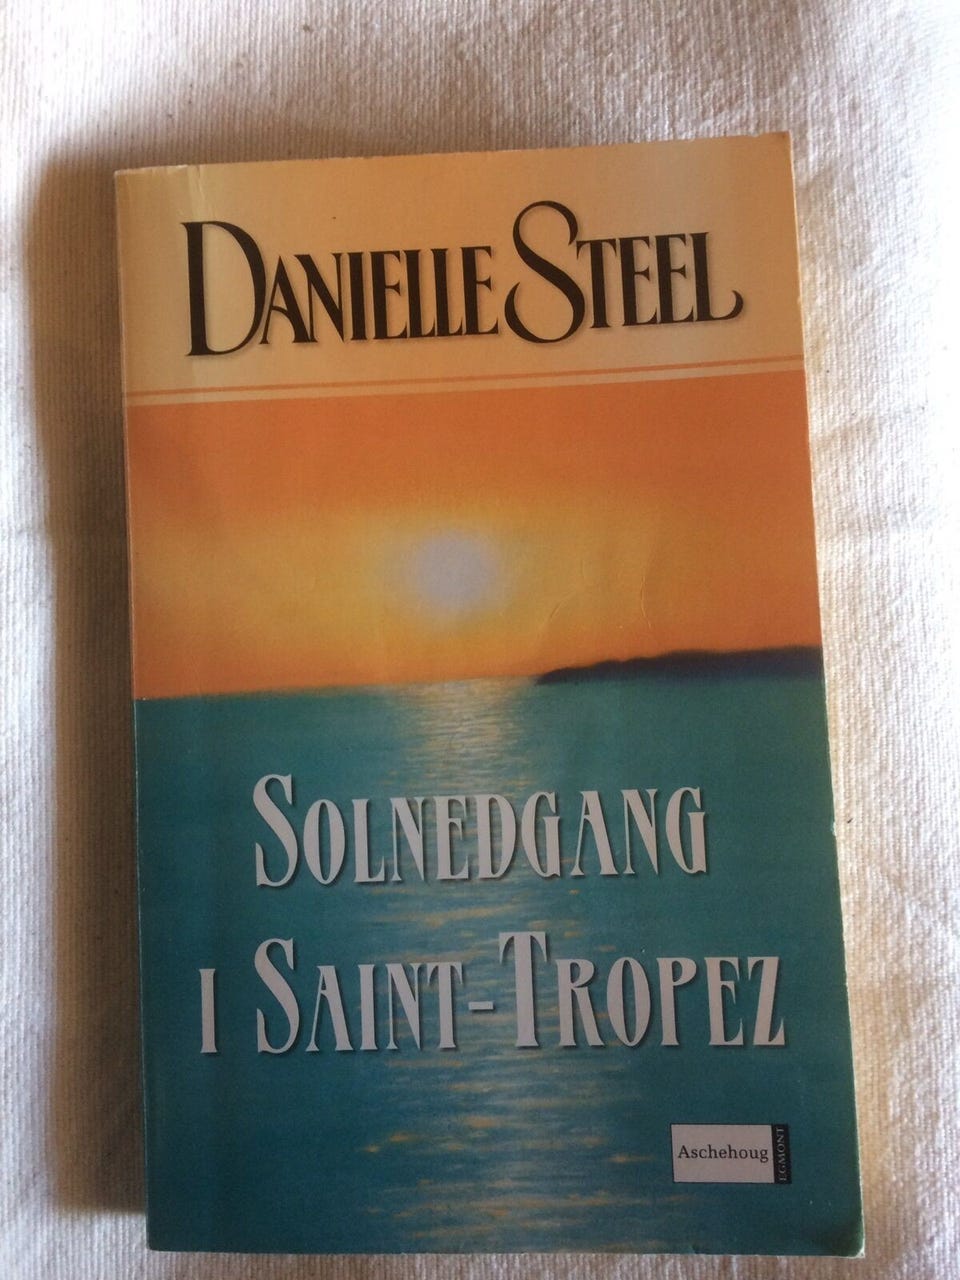 DANIELLE STEEL
SOLNEDGANG
I SAINT-TROPEZ
Aschehoug
EGMONT